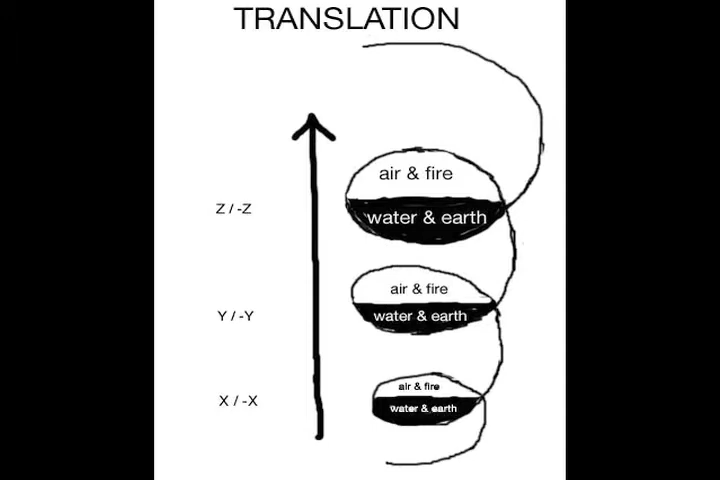 TRANSLATION
air & fire
Z / -Z
water & earth
air & fire
Y / -Y
water & earth
air & fire
X / -X
water & earth